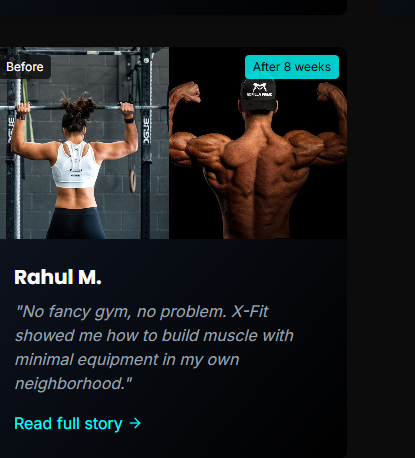 Before
After 8 weeks
ROGUE
Rahul M.
"No fancy gym, no problem. X-Fit
showed me how to build muscle with
minimal equipment in my own
neighborhood."
Read full story →